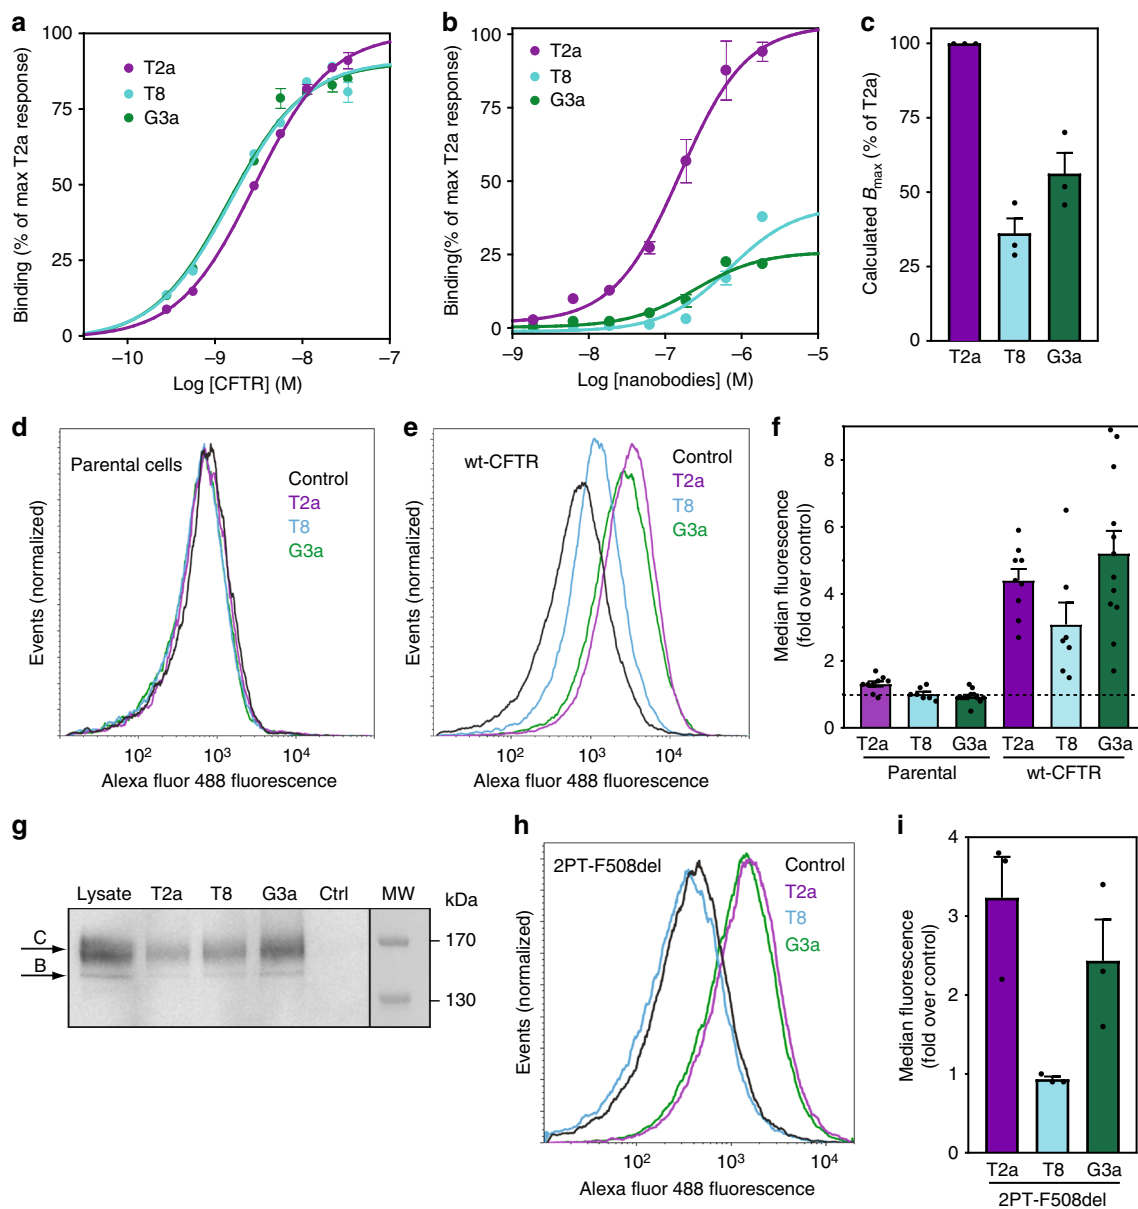 a
Binding (% of max T2a response)
100
75
50
25
0
T2a
T8
G3a
–10
–9
–8
–7
Log [CFTR] (M)
b
Binding(% of max T2a response)
100
75
50
25
0
T2a
T8
G3a
–9
–8
–7
–6
–5
Log [nanobodies] (M)
c
Calculated Bmax (% of T2a)
100
75
50
25
0
T2a
T8
G3a
d
Events (normalized)
Parental cells
Control
T2a
T8
G3a
10²
10³
10⁴
Alexa fluor 488 fluorescence
e
Events (normalized)
wt-CFTR
Control
T2a
T8
G3a
10²
10³
10⁴
Alexa fluor 488 fluorescence
f
Median fluorescence
(fold over control)
8
6
4
2
0
T2a
T8
G3a
T2a
T8
G3a
Parental
wt-CFTR
g
Lysate T2a T8 G3a Ctrl MW
kDa
C
B
170
130
h
Events (normalized)
2PT-F508del
Control
T2a
T8
G3a
10²
10³
10⁴
Alexa fluor 488 fluorescence
i
Median fluorescence
(fold over control)
4
3
2
1
0
T2a
T8
G3a
2PT-F508del